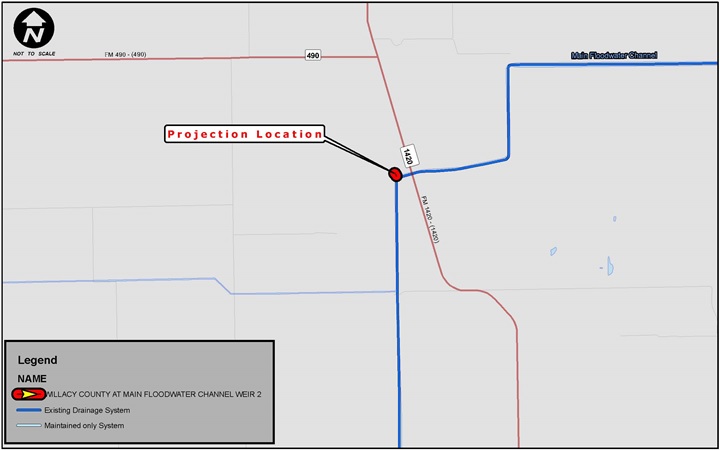 N
NOT TO SCALE
FM 490 - (490)
490
Main Floodwater Channel
Projection Location
1420
FM 1420 - (1420)
Legend
NAME
WILLACY COUNTY AT MAIN FLOODWATER CHANNEL WEIR 2
Existing Drainage System
Maintained only System